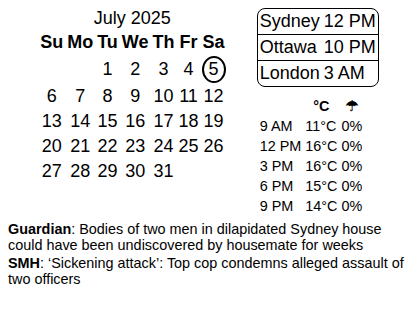 July 2025
Su Mo Tu We Th Fr Sa
1 2 3 4 5
6 7 8 9 10 11 12
13 14 15 16 17 18 19
20 21 22 23 24 25 26
27 28 29 30 31
Sydney 12 PM
Ottawa 10 PM
London 3 AM
°C ☂
9 AM 11°C 0%
12 PM 16°C 0%
3 PM 16°C 0%
6 PM 15°C 0%
9 PM 14°C 0%
Guardian: Bodies of two men in dilapidated Sydney house
could have been undiscovered by housemate for weeks
SMH: ‘Sickening attack’: Top cop condemns alleged assault of
two officers